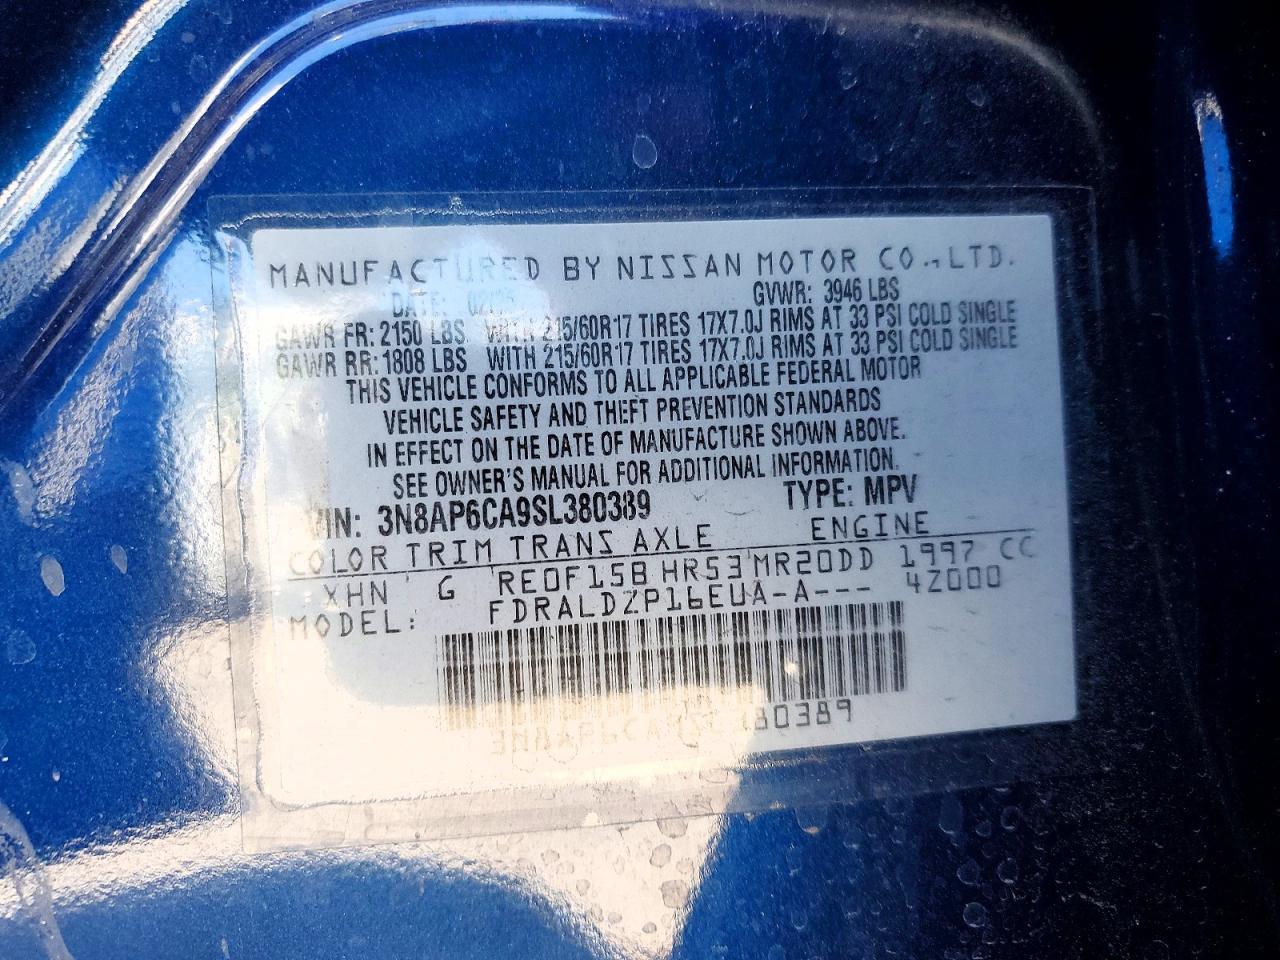 MANUFACTURED BY NISSAN MOTOR CO., LTD.
DATE: 02/25 GVWR: 3946 LBS
GAWR FR: 2150 LBS WITH 215/60R17 TIRES 17X7.0J RIMS AT 33 PSI COLD SINGLE
GAWR RR: 1808 LBS WITH 215/60R17 TIRES 17X7.0J RIMS AT 33 PSI COLD SINGLE
THIS VEHICLE CONFORMS TO ALL APPLICABLE FEDERAL MOTOR
VEHICLE SAFETY AND THEFT PREVENTION STANDARDS
IN EFFECT ON THE DATE OF MANUFACTURE SHOWN ABOVE.
SEE OWNER'S MANUAL FOR ADDITIONAL INFORMATION.
VIN: 3N8AP6CA9SL380389 TYPE: MPV
COLOR TRIM TRANS AXLE ENGINE
XHN G RE0F15B HR53 MR20DD 1997 CC
MODEL: FDRALDZP16EUA-A--- 4Z000
3N8AP6CA9SL380389